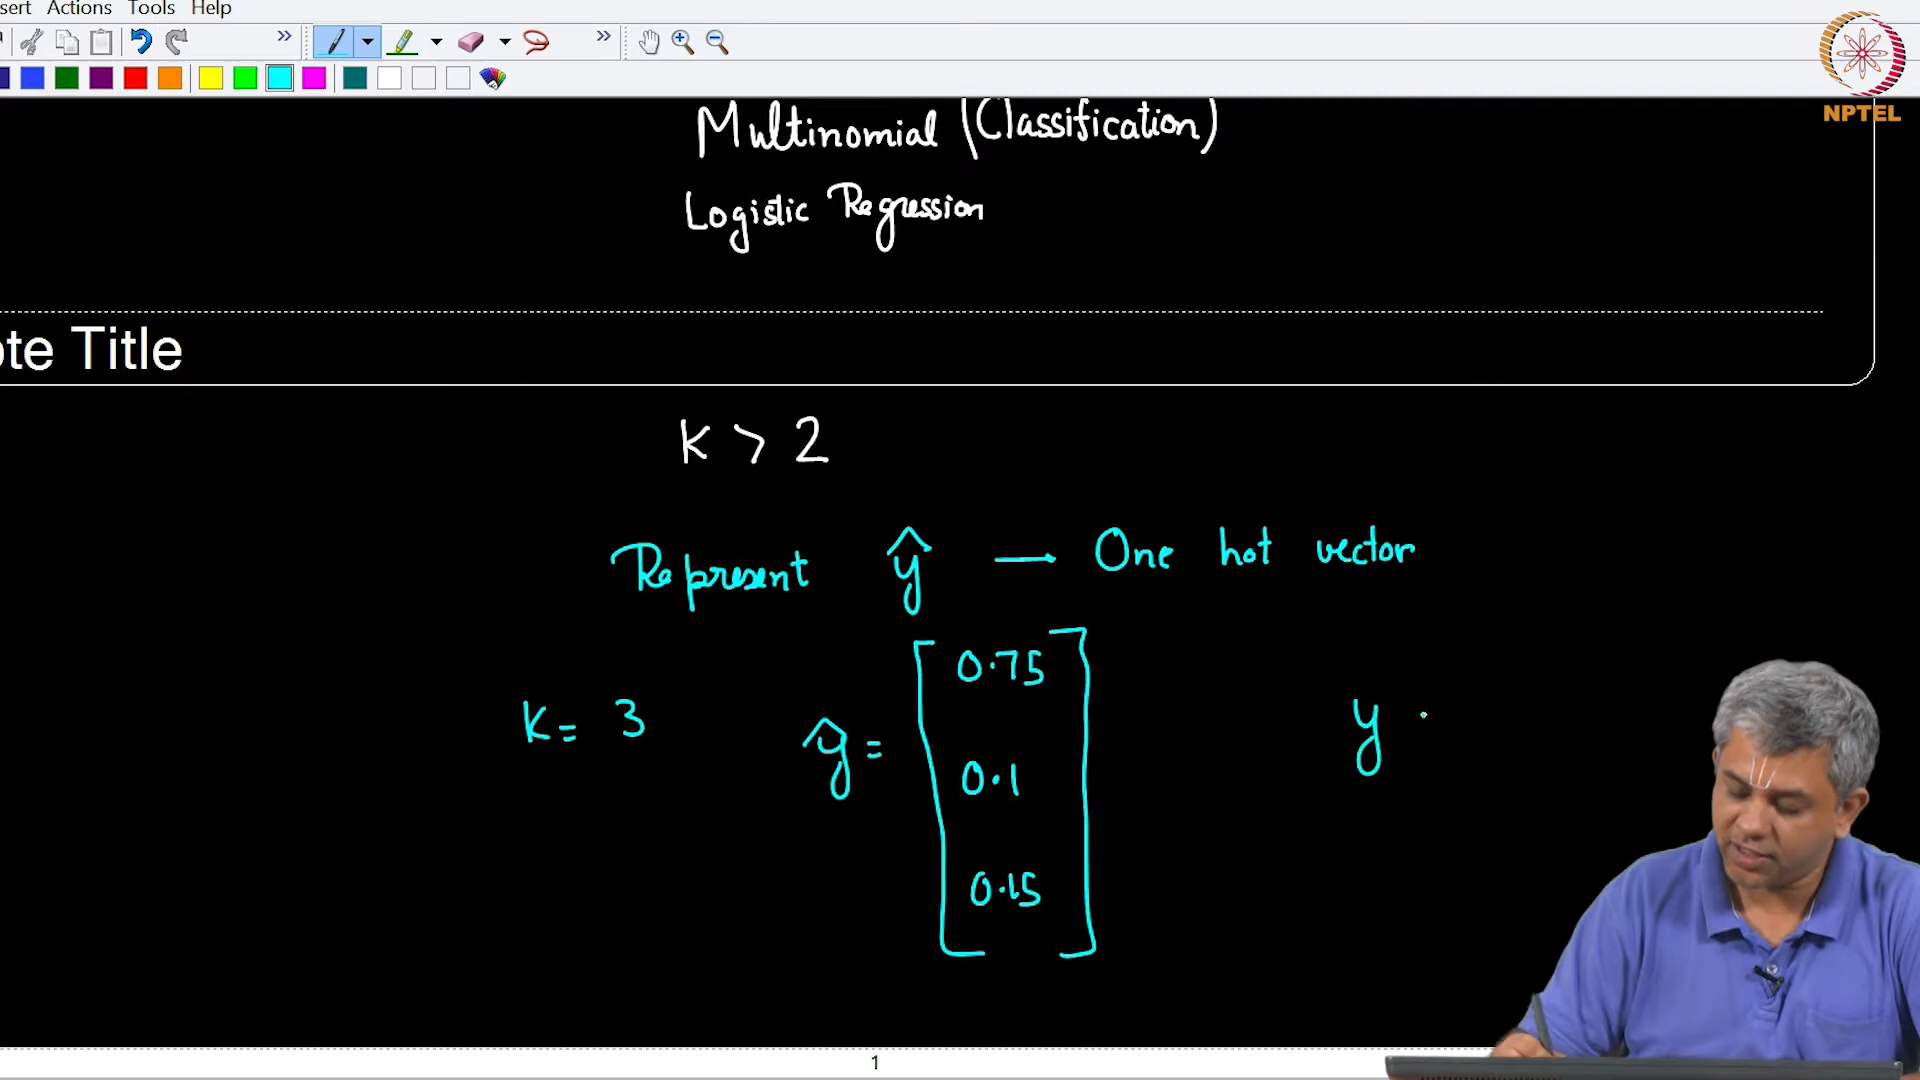 sert Actions Tools Help
NPTEL
Multinomial (Classification)
Logistic Regression
ote Title
K > 2
Represent ŷ — One hot vector
K = 3 ŷ = [0.75 0.1 0.15] y
1